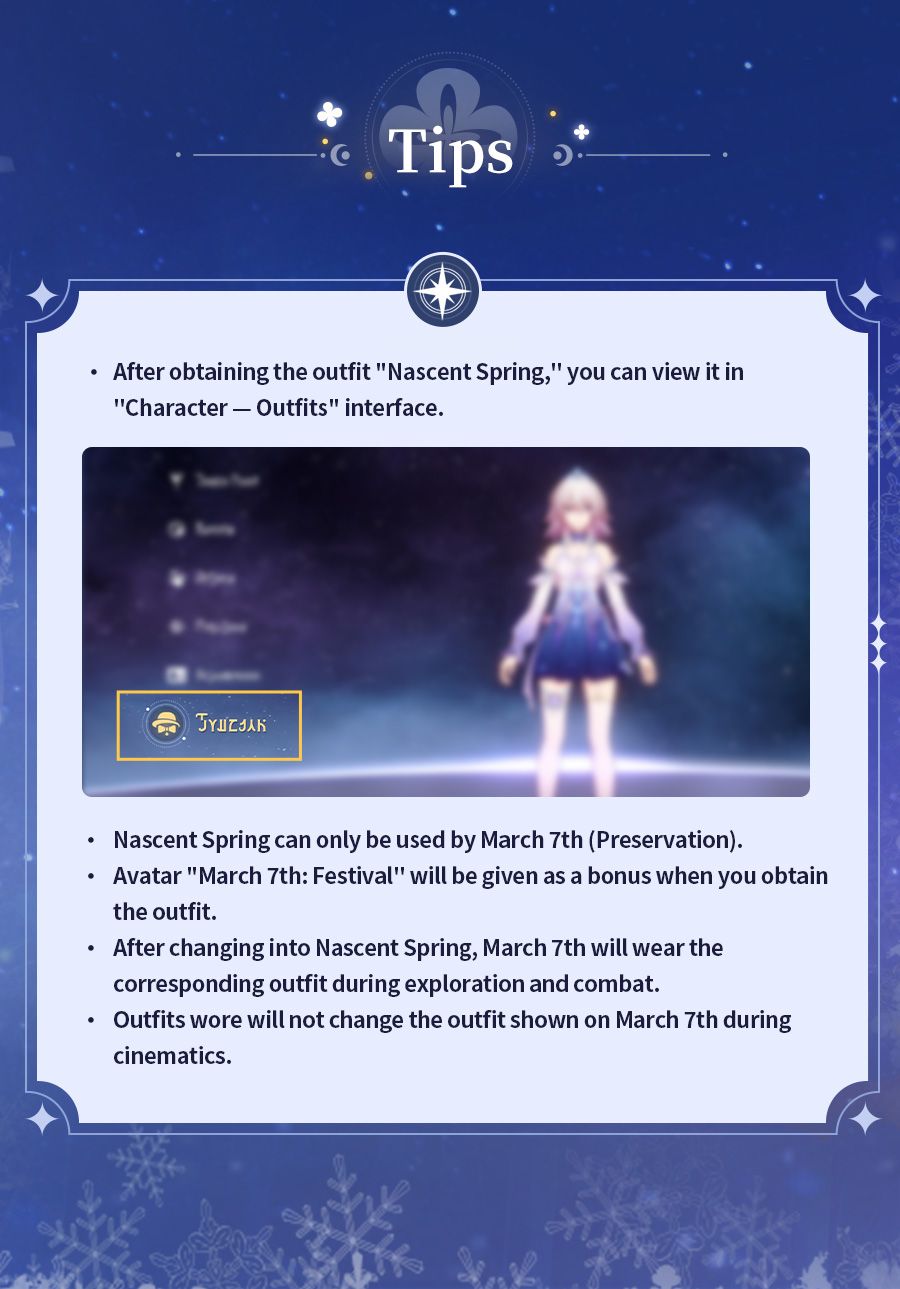 Tips
• After obtaining the outfit "Nascent Spring," you can view it in
"Character — Outfits" interface.
• Nascent Spring can only be used by March 7th (Preservation).
• Avatar "March 7th: Festival" will be given as a bonus when you obtain
the outfit.
• After changing into Nascent Spring, March 7th will wear the
corresponding outfit during exploration and combat.
• Outfits wore will not change the outfit shown on March 7th during
cinematics.